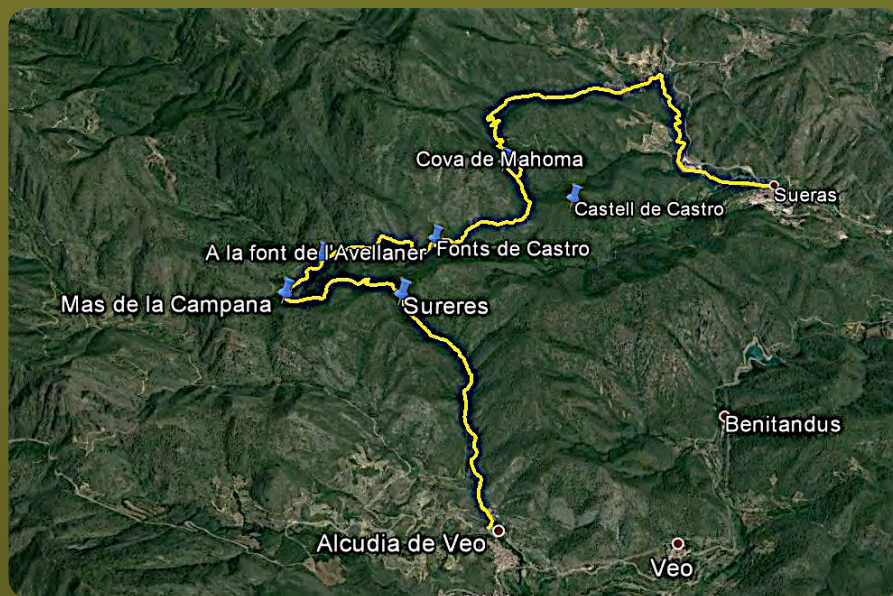 Cova de Mahoma
Sueras
Castell de Castro
A la font de l'Avellaner
Fonts de Castro
Mas de la Campana
Sureres
Benitandus
Alcudia de Veo
Veo